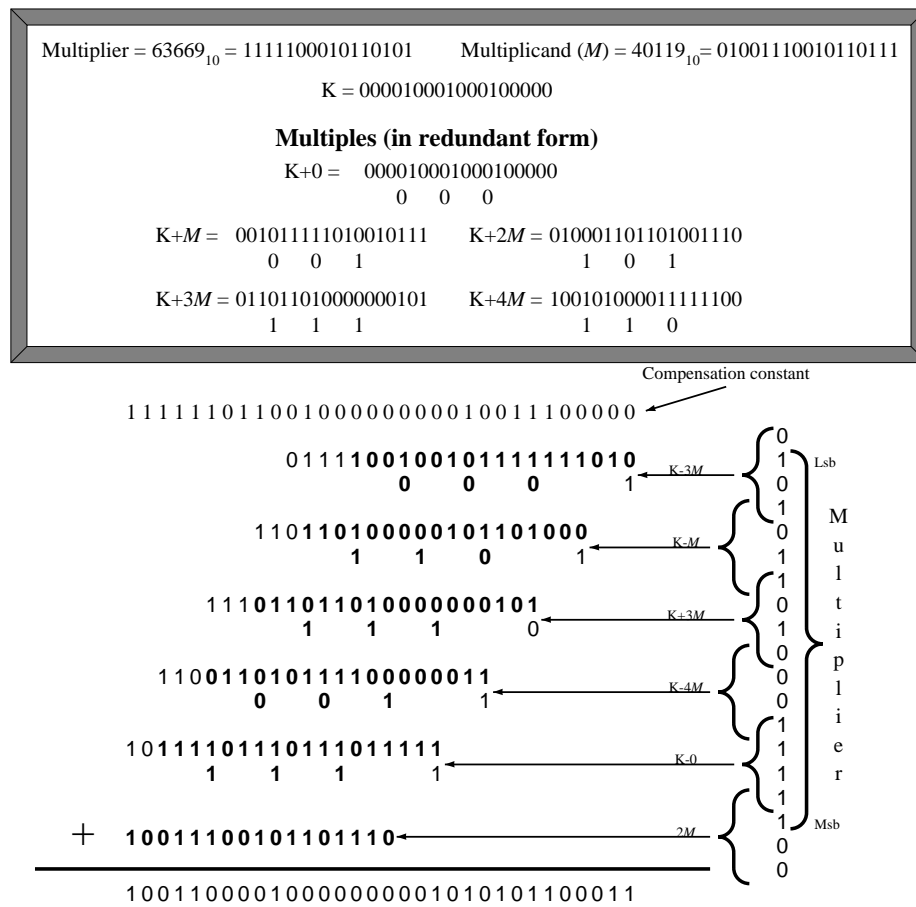 Multiplier = 63669₁₀ = 1111100010110101 Multiplicand (M) = 40119₁₀= 01001110010110111
K = 000010001000100000
Multiples (in redundant form)
K+0 = 000010001000100000
0 0 0
K+M = 001011111010010111 K+2M = 010001101101001110
0 0 1 1 0 1
K+3M = 011011010000000101 K+4M = 100101000011111100
1 1 1 1 1 0
Compensation constant
11111101100100000000010011100000
0
0111100100101111111010 1 Lsb
K-3M
0 0 0 1 0
1
110110100000101101000 0
K-M
1 1 0 1 1
1
111011011010000000101 0
K+3M
1 1 1 0 1
0
110011010111100000011 0
K-4M
0 0 1 1 0
1
10111101110111011111 1
K-0
1 1 1 1 1
1
1 Msb
+ 10011100101101110 2M
0
0
10011000010000000001010101100011
M
u
l
t
i
p
l
i
e
r